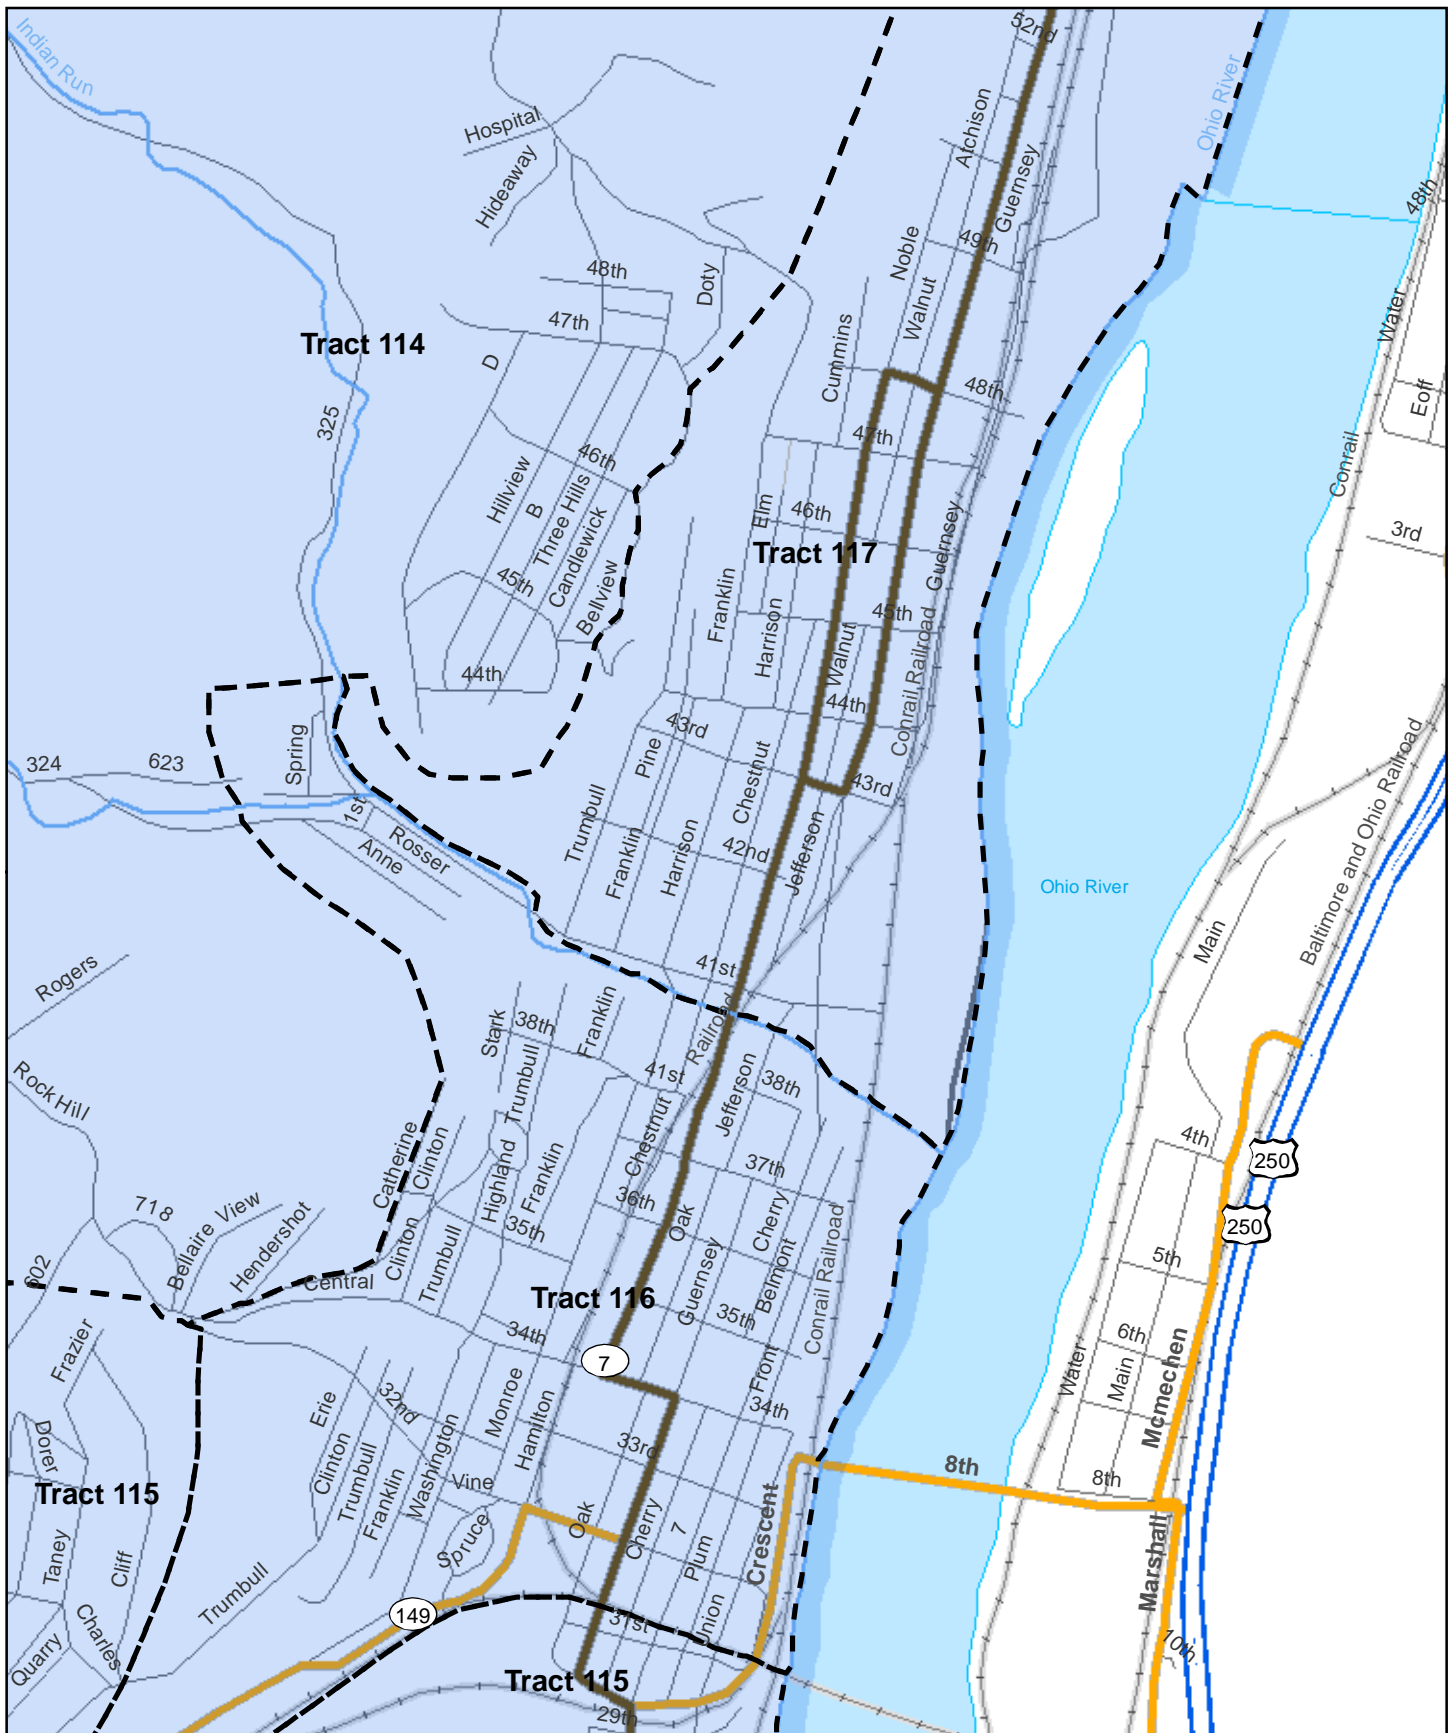 Indian Run
52nd
Ohio River
Hospital
Hideaway
Atchison
Guernsey
48th
Noble
49th
48th
Doty
47th
Walnut
Water
Tract 114
D
Cummins
48th
Eoff
325
47th
Conrail
46th
Hillview
B
Three Hills
Candlewick
Elm
46th
Guernsey
3rd
Tract 117
45th
Bellview
Franklin
Harrison
45th
Walnut
Conrail Railroad
44th
44th
43rd
Spring
324
623
Pine
Chestnut
43rd
Baltimore and Ohio Railroad
1st
Rosser
Anne
Trumbull
Franklin
Harrison
42nd
Jefferson
Ohio River
Main
Rogers
41st
Stark
38th
Franklin
Railroad
Rock Hill
Trumbull
41st
Jefferson
38th
Catherine
Clinton
Chestnut
4th
250
Highland
Franklin
37th
718
Bellaire View
Hendershot
36th
Oak
Cherry
250
35th
Clinton
Trumbull
Guernsey
Belmont
Conrail Railroad
5th
602
Central
Tract 116
35th
34th
6th
Frazier
7
Front
Water
Main
Mcmechen
Erie
32nd
Monroe
Hamilton
34th
Dorer
Clinton
Trumbull
Franklin
Washington
33rd
8th
8th
Vine
Tract 115
Oak
Cherry
7
Plum
Crescent
Spruce
Marshall
Taney
Cliff
Trumbull
149
31st
Union
Charles
Quarry
10th
Tract 115
29th